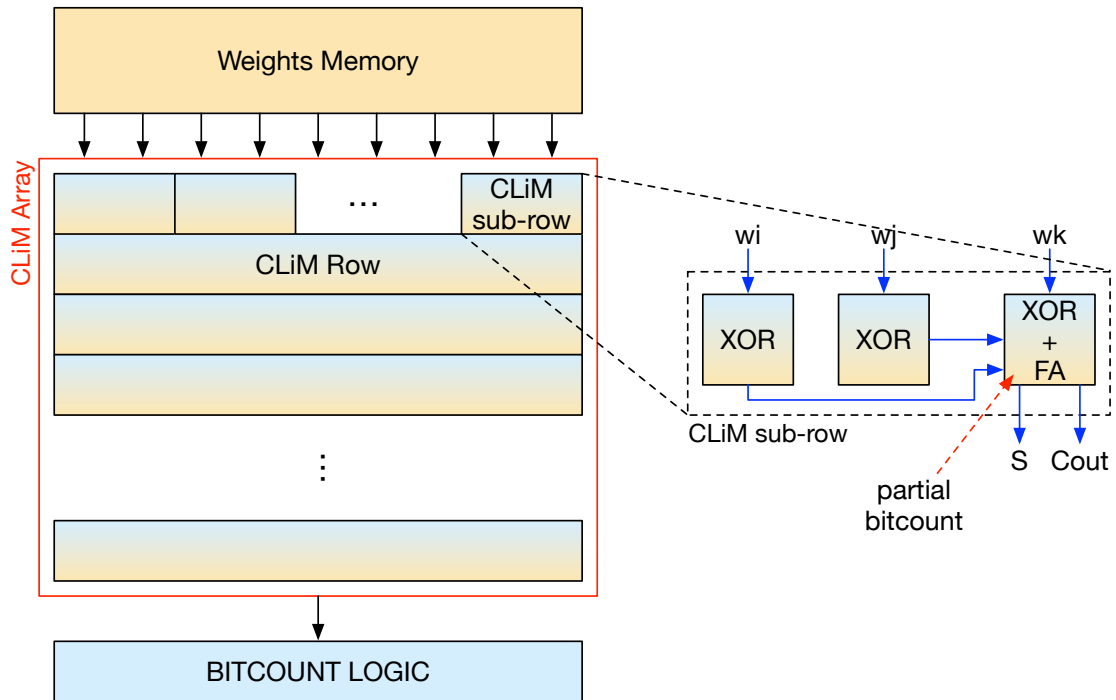 Weights Memory
CLiM Array
...
CLiM
sub-row
CLiM Row
...
BITCOUNT LOGIC
wi
wj
wk
XOR
XOR
XOR
+
FA
CLiM sub-row
S
Cout
partial
bitcount